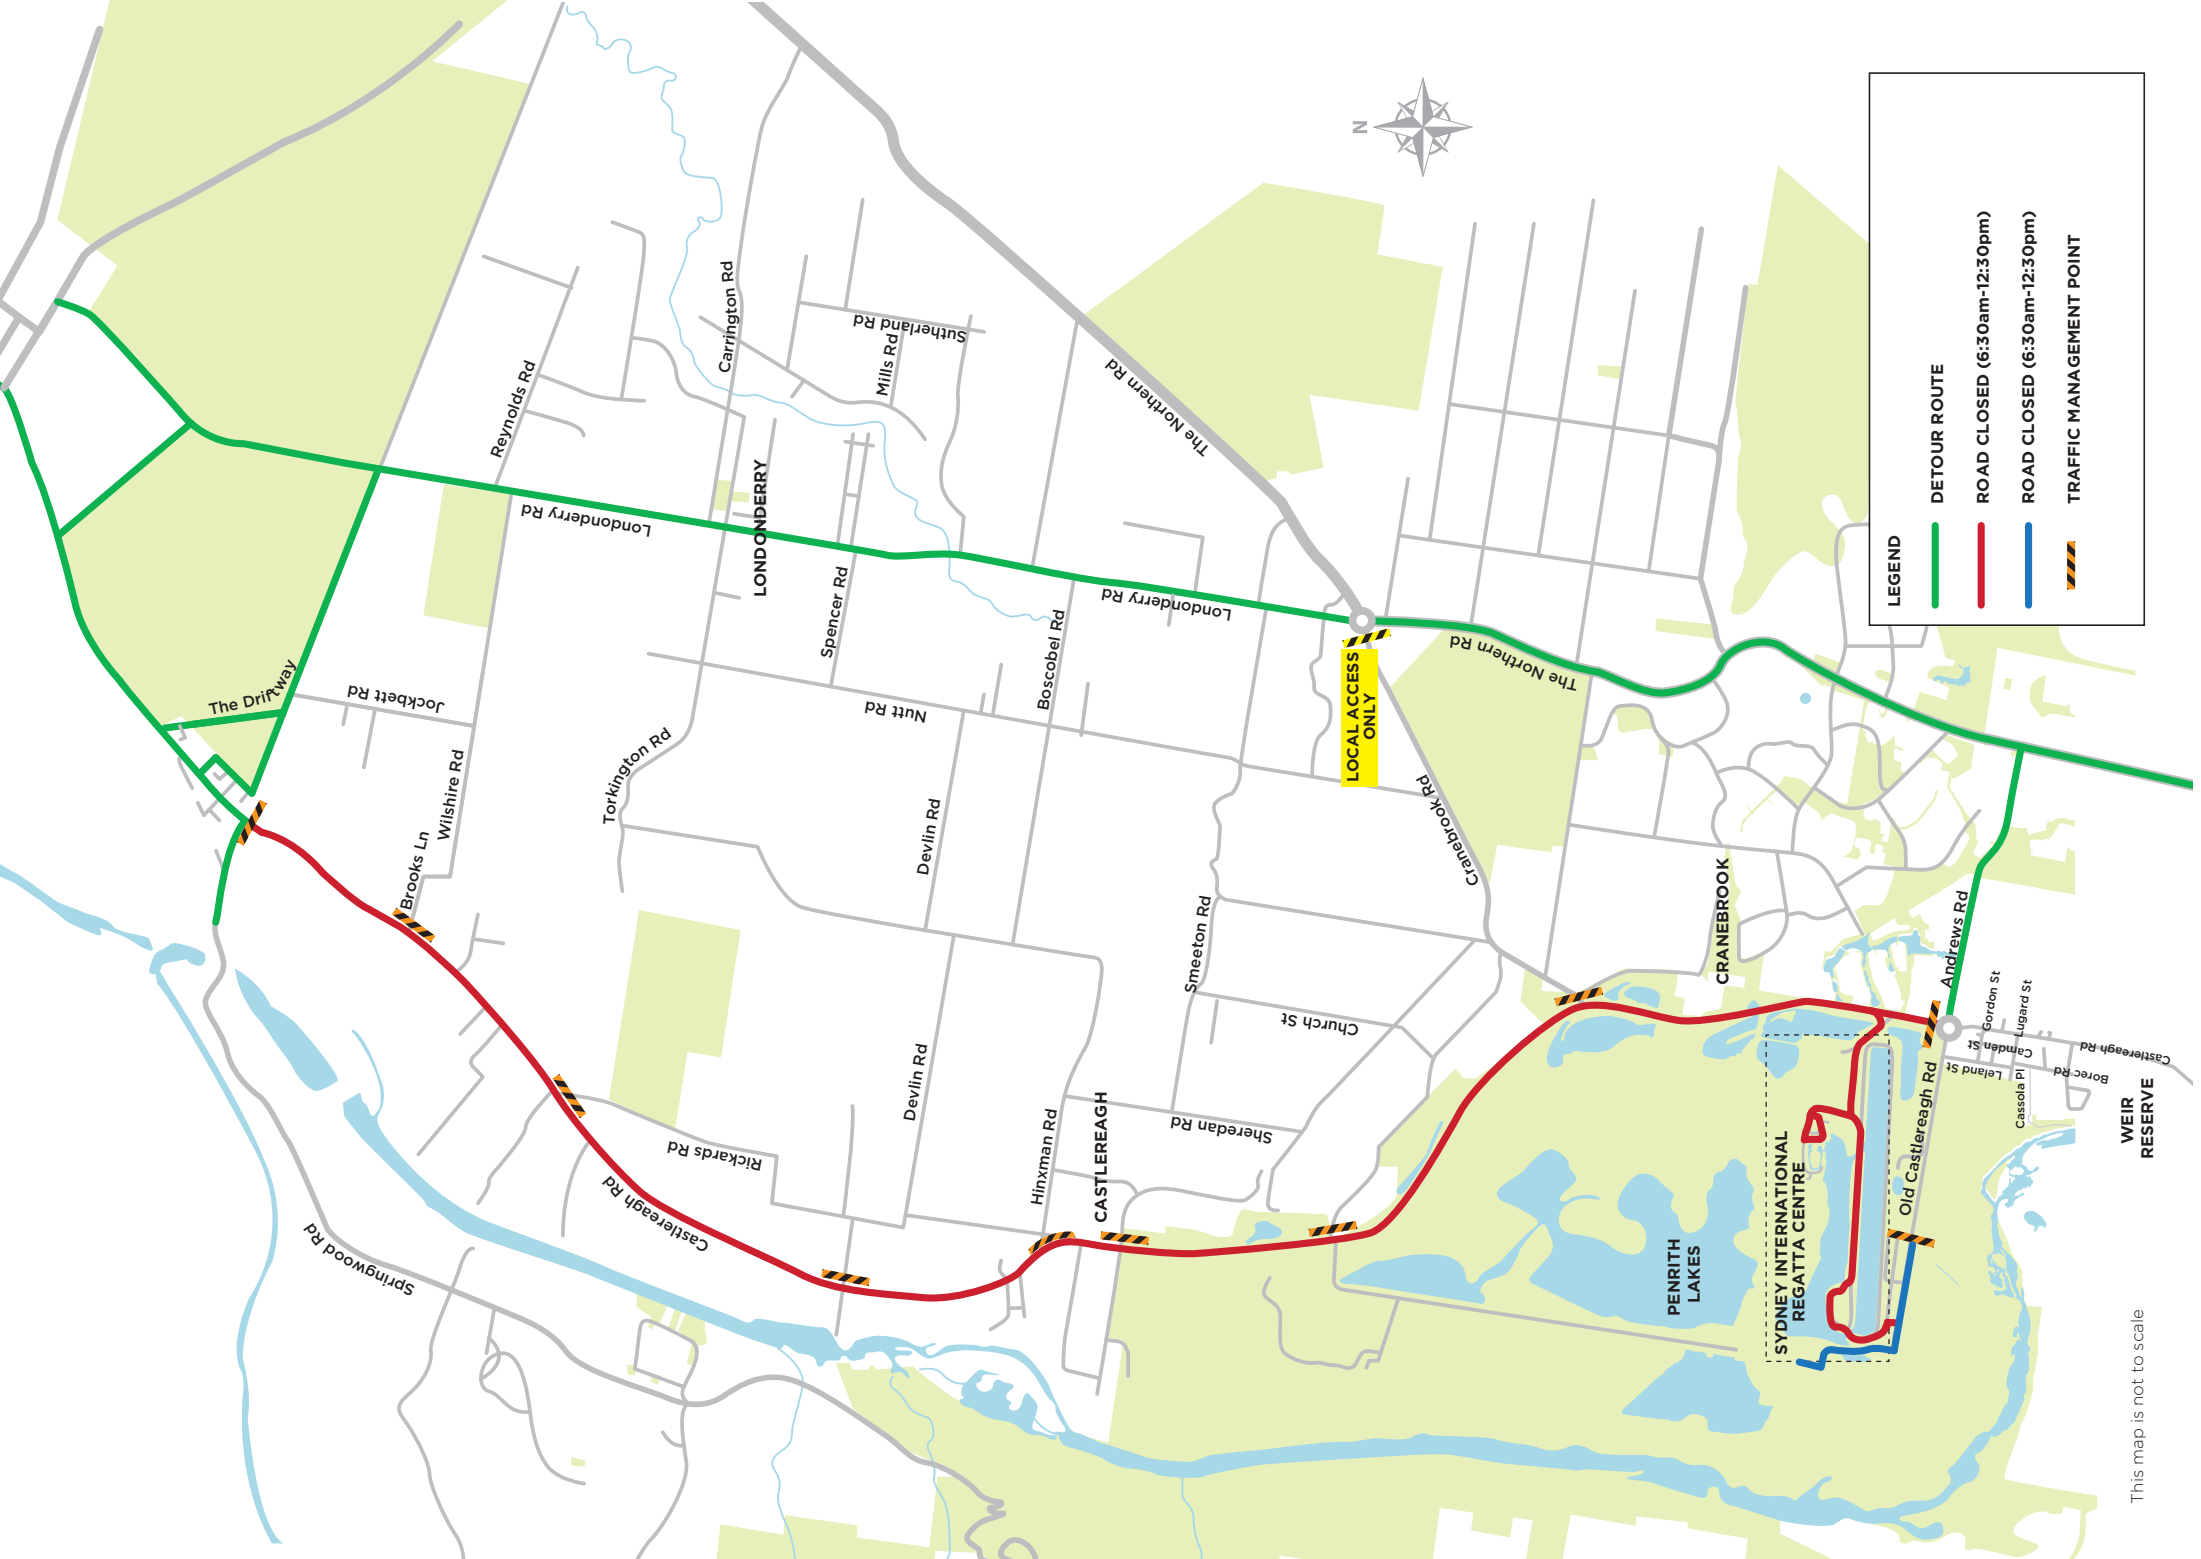 N
LEGEND
DETOUR ROUTE
ROAD CLOSED (6:30am-12:30pm)
ROAD CLOSED (6:30am-12:30pm)
TRAFFIC MANAGEMENT POINT
The Driftway
Jockbett Rd
Reynolds Rd
Londonderry Rd
Wilshire Rd
Brooks Ln
Carrington Rd
Sutherland Rd
Mills Rd
LONDONDERRY
Spencer Rd
Torkington Rd
Nutt Rd
Boscobel Rd
Londonderry Rd
The Northern Rd
LOCAL ACCESS
ONLY
The Northern Rd
Cranebrook Rd
Devlin Rd
Devlin Rd
Smeeton Rd
Church St
Sheredan Rd
Hinxman Rd
CASTLEREAGH
Rickards Rd
Castlereagh Rd
Springwood Rd
CRANEBROOK
Andrews Rd
Gordon St
Lugard St
Camden St
Leland St
Castlereagh Rd
Borec Rd
Cassola Pl
Old Castlereagh Rd
WEIR
RESERVE
SYDNEY INTERNATIONAL
REGATTA CENTRE
PENRITH
LAKES
This map is not to scale